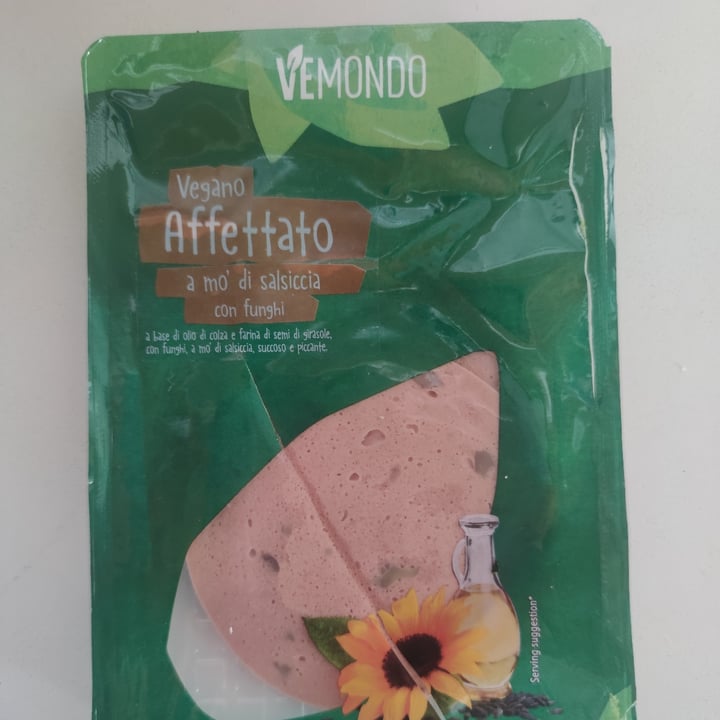 VEMONDO
Vegano
Affettato
a mo' di salsiccia
con funghi
a base di olio di colza e farina di semi di girasole,
con funghi, a mo' di salsiccia, succoso e piccante.
Serving suggestion*